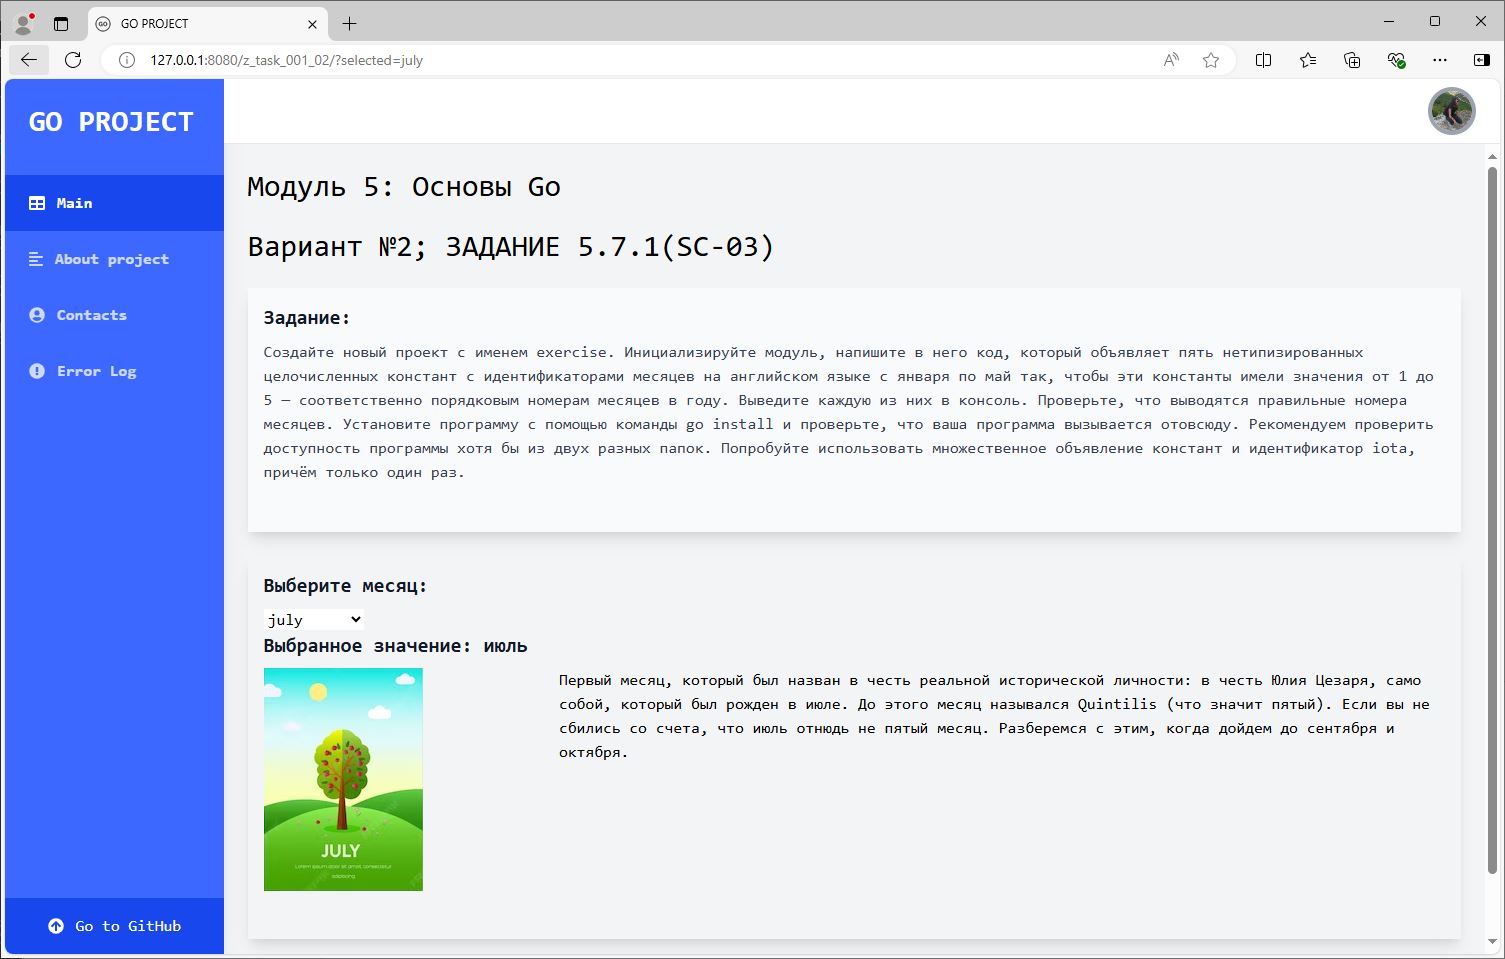 GO PROJECT
127.0.0.1:8080/z_task_001_02/?selected=july
GO PROJECT
Main
About project
Contacts
Error Log
Go to GitHub
Модуль 5: Основы Go
Вариант №2; ЗАДАНИЕ 5.7.1(SC-03)
Задание:
Создайте новый проект с именем exercise. Инициализируйте модуль, напишите в него код, который объявляет пять нетипизированных
целочисленных констант с идентификаторами месяцев на английском языке с января по май так, чтобы эти константы имели значения от 1 до
5 — соответственно порядковым номерам месяцев в году. Выведите каждую из них в консоль. Проверьте, что выводятся правильные номера
месяцев. Установите программу с помощью команды go install и проверьте, что ваша программа вызывается отовсюду. Рекомендуем проверить
доступность программы хотя бы из двух разных папок. Попробуйте использовать множественное объявление констант и идентификатор iota,
причём только один раз.
Выберите месяц:
july
Выбранное значение: июль
Первый месяц, который был назван в честь реальной исторической личности: в честь Юлия Цезаря, само
собой, который был рожден в июле. До этого месяц назывался Quintilis (что значит пятый). Если вы не
сбились со счета, что июль отнюдь не пятый месяц. Разберемся с этим, когда дойдем до сентября и
октября.
JULY
Lorem ipsum dolor sit amet, consectetur
adipiscing